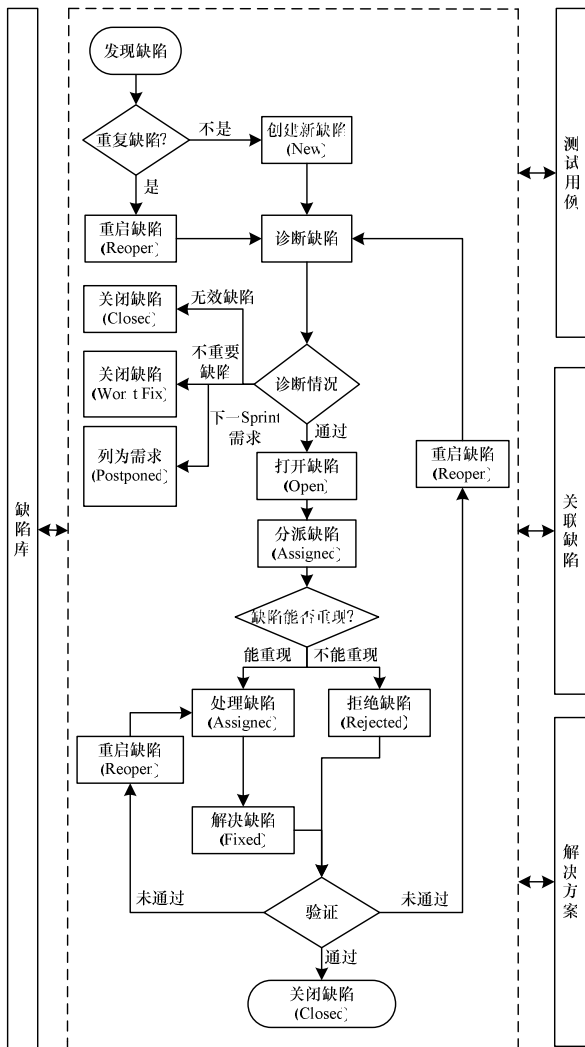 发现缺陷
重复缺陷?
不是
创建新缺陷
(New)
是
重启缺陷
(Reopen)
诊断缺陷
关闭缺陷
(Closed)
无效缺陷
不重要
缺陷
关闭缺陷
(Won t Fix)
诊断情况
下一Sprint
需求
通过
列为需求
(Postponed)
打开缺陷
(Open)
重启缺陷
(Reopen)
分派缺陷
(Assigned)
缺陷能否重现?
能重现
不能重现
处理缺陷
(Assigned)
拒绝缺陷
(Rejected)
重启缺陷
(Reopen)
解决缺陷
(Fixed)
未通过
验证
未通过
通过
关闭缺陷
(Closed)
缺陷库
测试用例
关联缺陷
解决方案